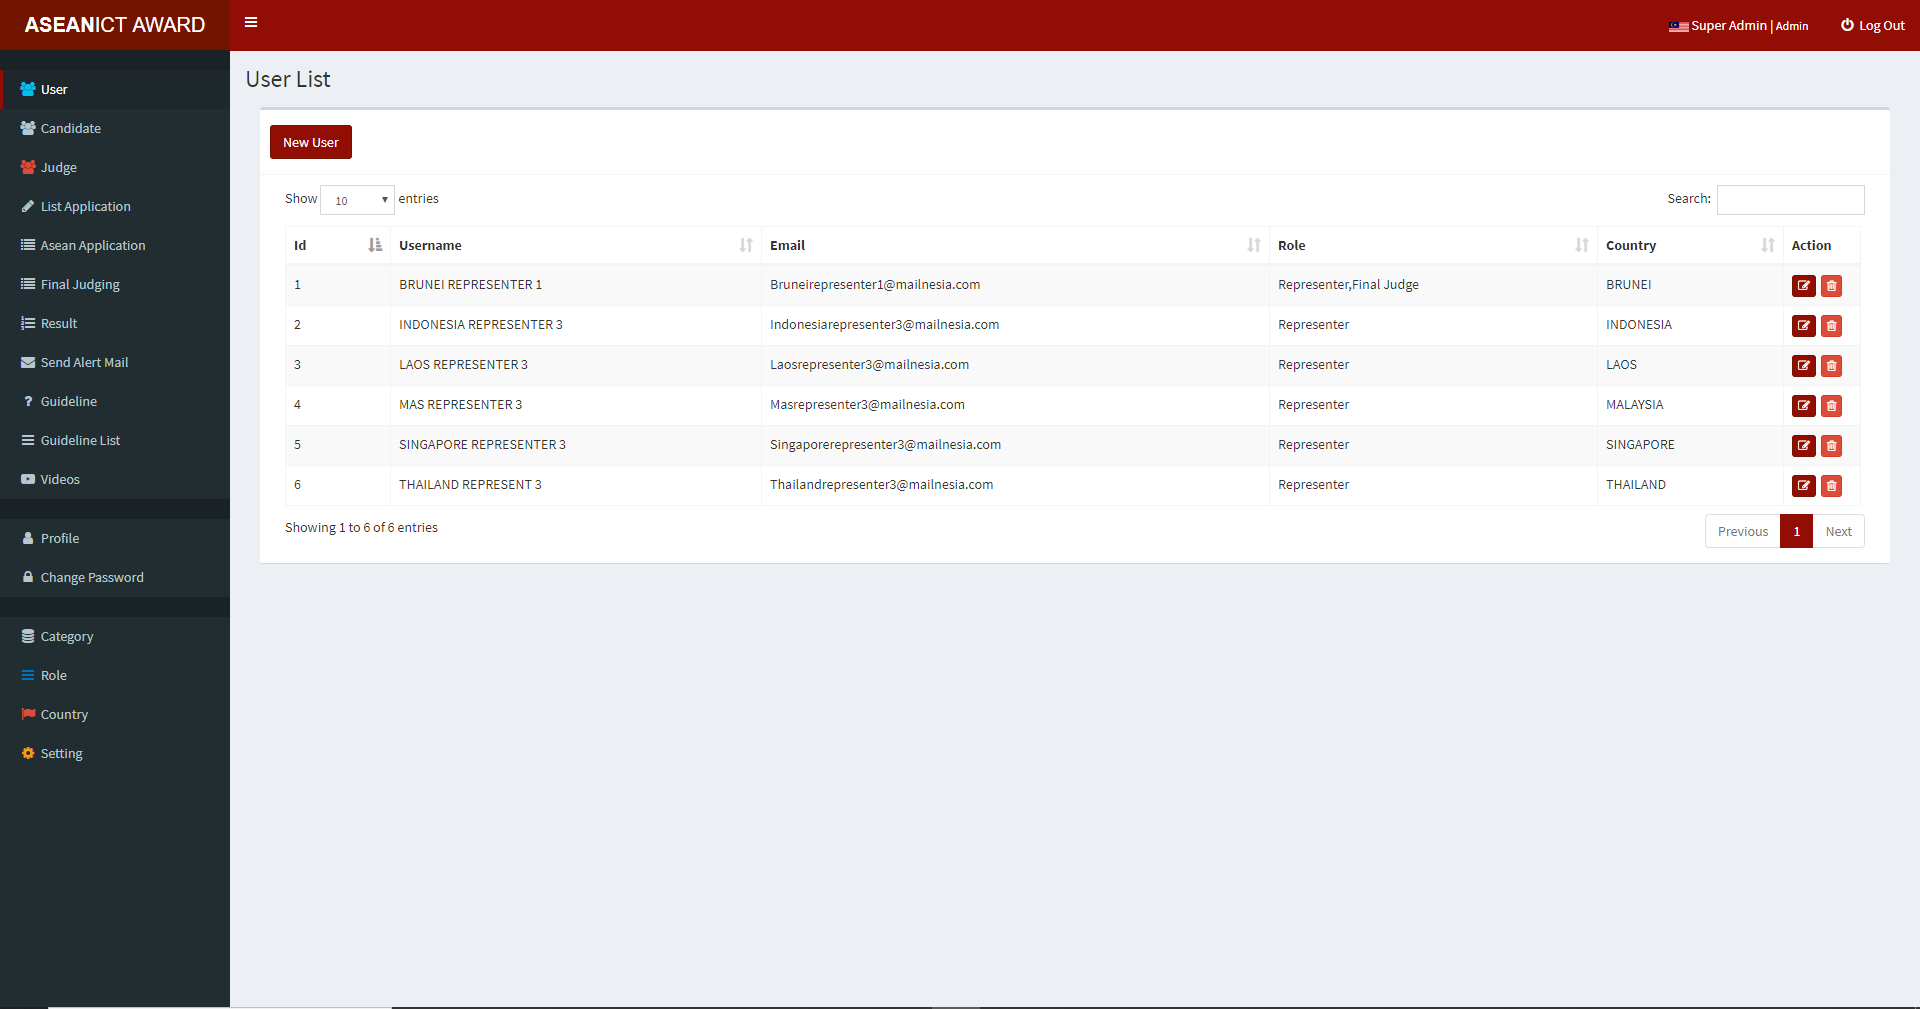 ASEANICT AWARD
Super Admin | Admin
Log Out
User
Candidate
Judge
List Application
Asean Application
Final Judging
Result
Send Alert Mail
Guideline
Guideline List
Videos
Profile
Change Password
Category
Role
Country
Setting
User List
New User
Show 10 entries
Search:
Id Username Email Role Country Action
1 BRUNEI REPRESENTER 1 Bruneirepresenter1@mailnesia.com Representer,Final Judge BRUNEI
2 INDONESIA REPRESENTER 3 Indonesiarepresenter3@mailnesia.com Representer INDONESIA
3 LAOS REPRESENTER 3 Laosrepresenter3@mailnesia.com Representer LAOS
4 MAS REPRESENTER 3 Masrepresenter3@mailnesia.com Representer MALAYSIA
5 SINGAPORE REPRESENTER 3 Singaporerepresenter3@mailnesia.com Representer SINGAPORE
6 THAILAND REPRESENT 3 Thailandrepresenter3@mailnesia.com Representer THAILAND
Showing 1 to 6 of 6 entries
Previous 1 Next